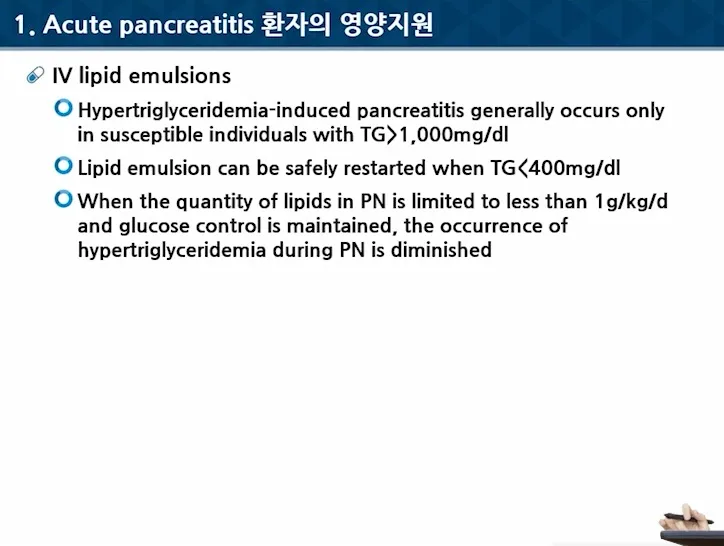 1. Acute pancreatitis 환자의 영양지원
IV lipid emulsions
Hypertriglyceridemia-induced pancreatitis generally occurs only
in susceptible individuals with TG>1,000mg/dl
Lipid emulsion can be safely restarted when TG<400mg/dl
When the quantity of lipids in PN is limited to less than 1g/kg/d
and glucose control is maintained, the occurrence of
hypertriglyceridemia during PN is diminished